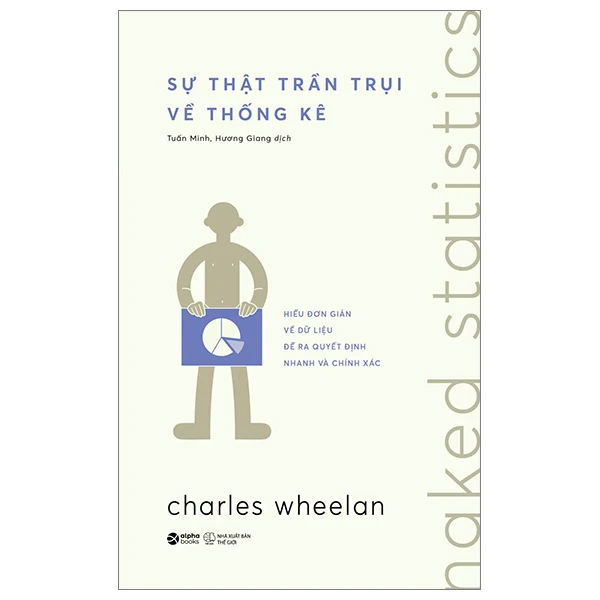 SỰ THẬT TRẦN TRỤI
VỀ THỐNG KÊ
Tuấn Minh, Hương Giang dịch
HIỂU ĐƠN GIẢN
VỀ DỮ LIỆU
ĐỂ RA QUYẾT ĐỊNH
NHANH VÀ CHÍNH XÁC
charles wheelan
alpha
books
NHÀ XUẤT BẢN
THẾ GIỚI
naked statistics